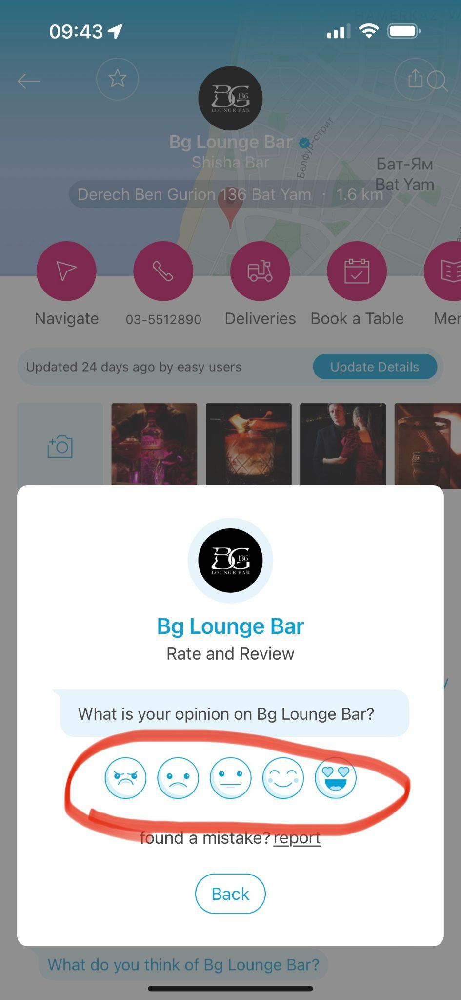 HAMERKAZ
09:43
BG 136
LOUNGE BAR
Bg Lounge Bar
Shisha Bar
Белфур-стрит
Бат-Ям
Bat Yam
Derech Ben Gurion 136 Bat Yam · 1.6 km
Navigate
03-5512890
Deliveries
Book a Table
Mer
Updated 24 days ago by easy users
Update Details
BG 136
LOUNGE BAR
Bg Lounge Bar
Rate and Review
What is your opinion on Bg Lounge Bar?
found a mistake? report
Back
What do you think of Bg Lounge Bar?